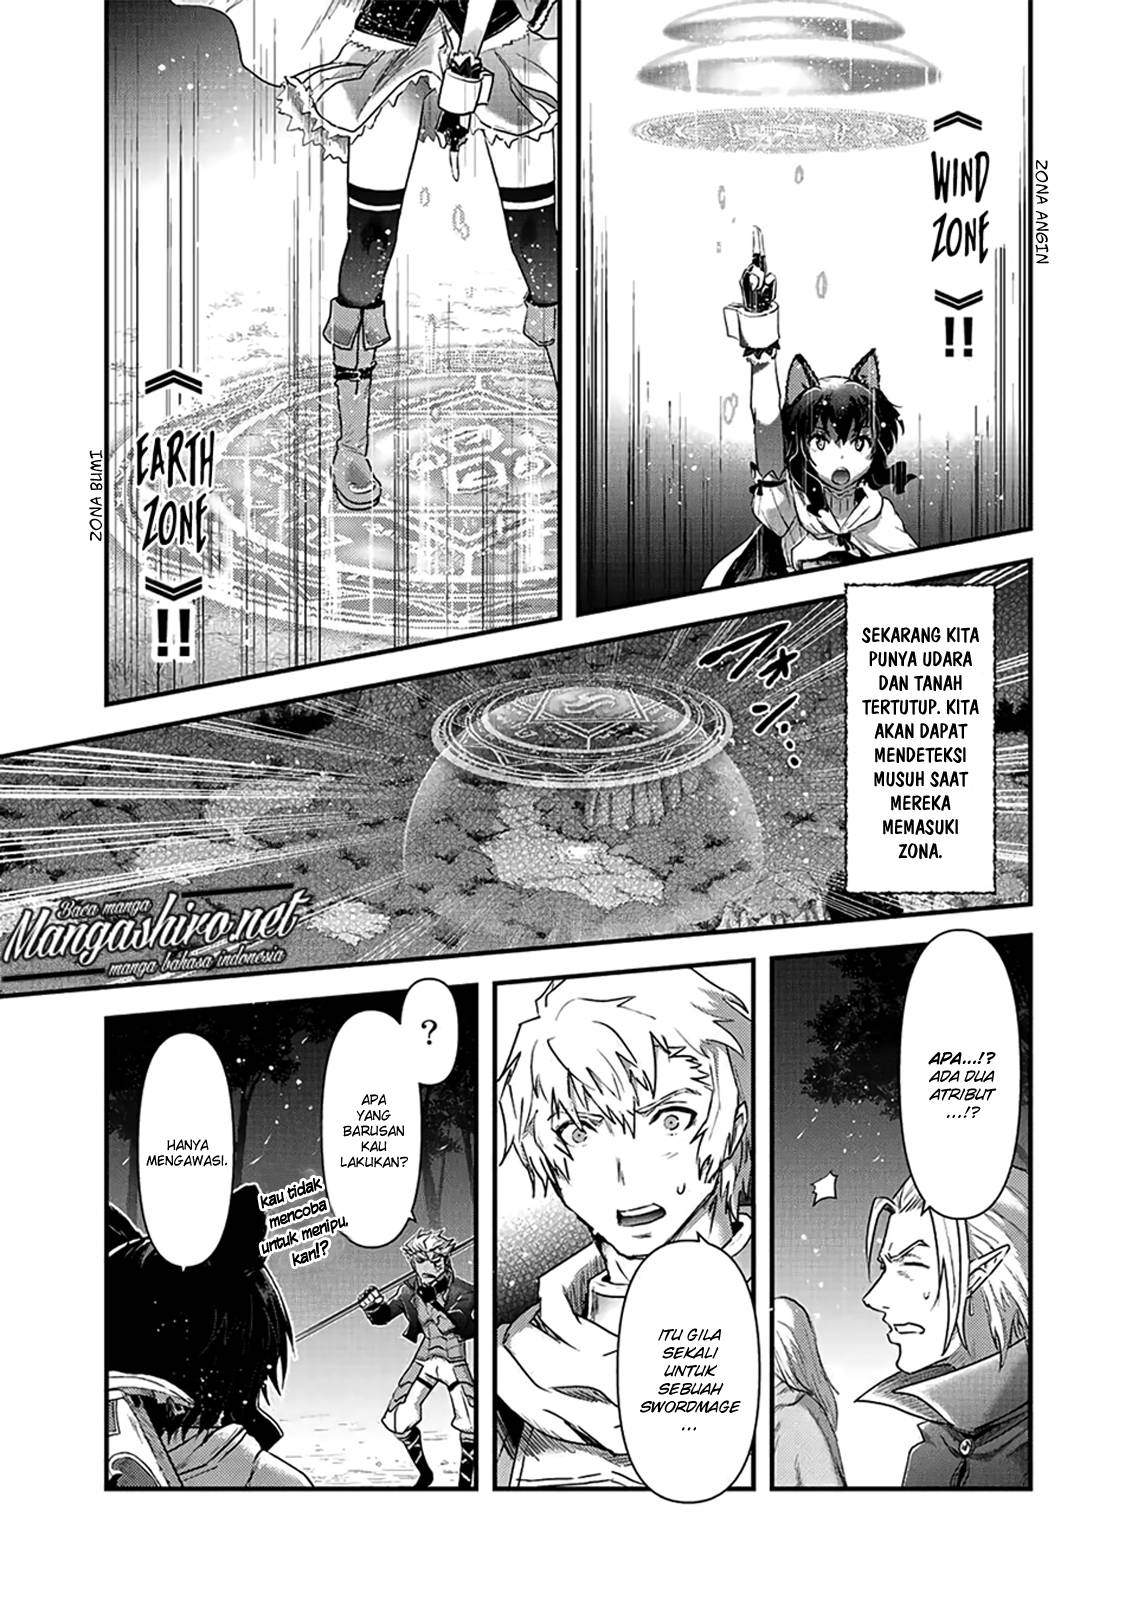 《WIND
ZONE》!!
ZONA ANGIN
《EARTH
ZONE》!!
ZONA BUMI
SEKARANG KITA
PUNYA UDARA
DAN TANAH
TERTUTUP. KITA
AKAN DAPAT
MENDETEKSI
MUSUH SAAT
MEREKA
MEMASUKI
ZONA.
Baca manga
Mangashiro.net
manga bahasa indonesia
APA...!?
ADA DUA
ATRIBUT
...!?
ITU GILA
SEKALI
UNTUK
SEBUAH
SWORDMAGE
...
?
APA
YANG
BARUSAN
KAU
LAKUKAN?
kau tidak
mencoba
untuk menipu,
kan!?
HANYA
MENGAWASI.